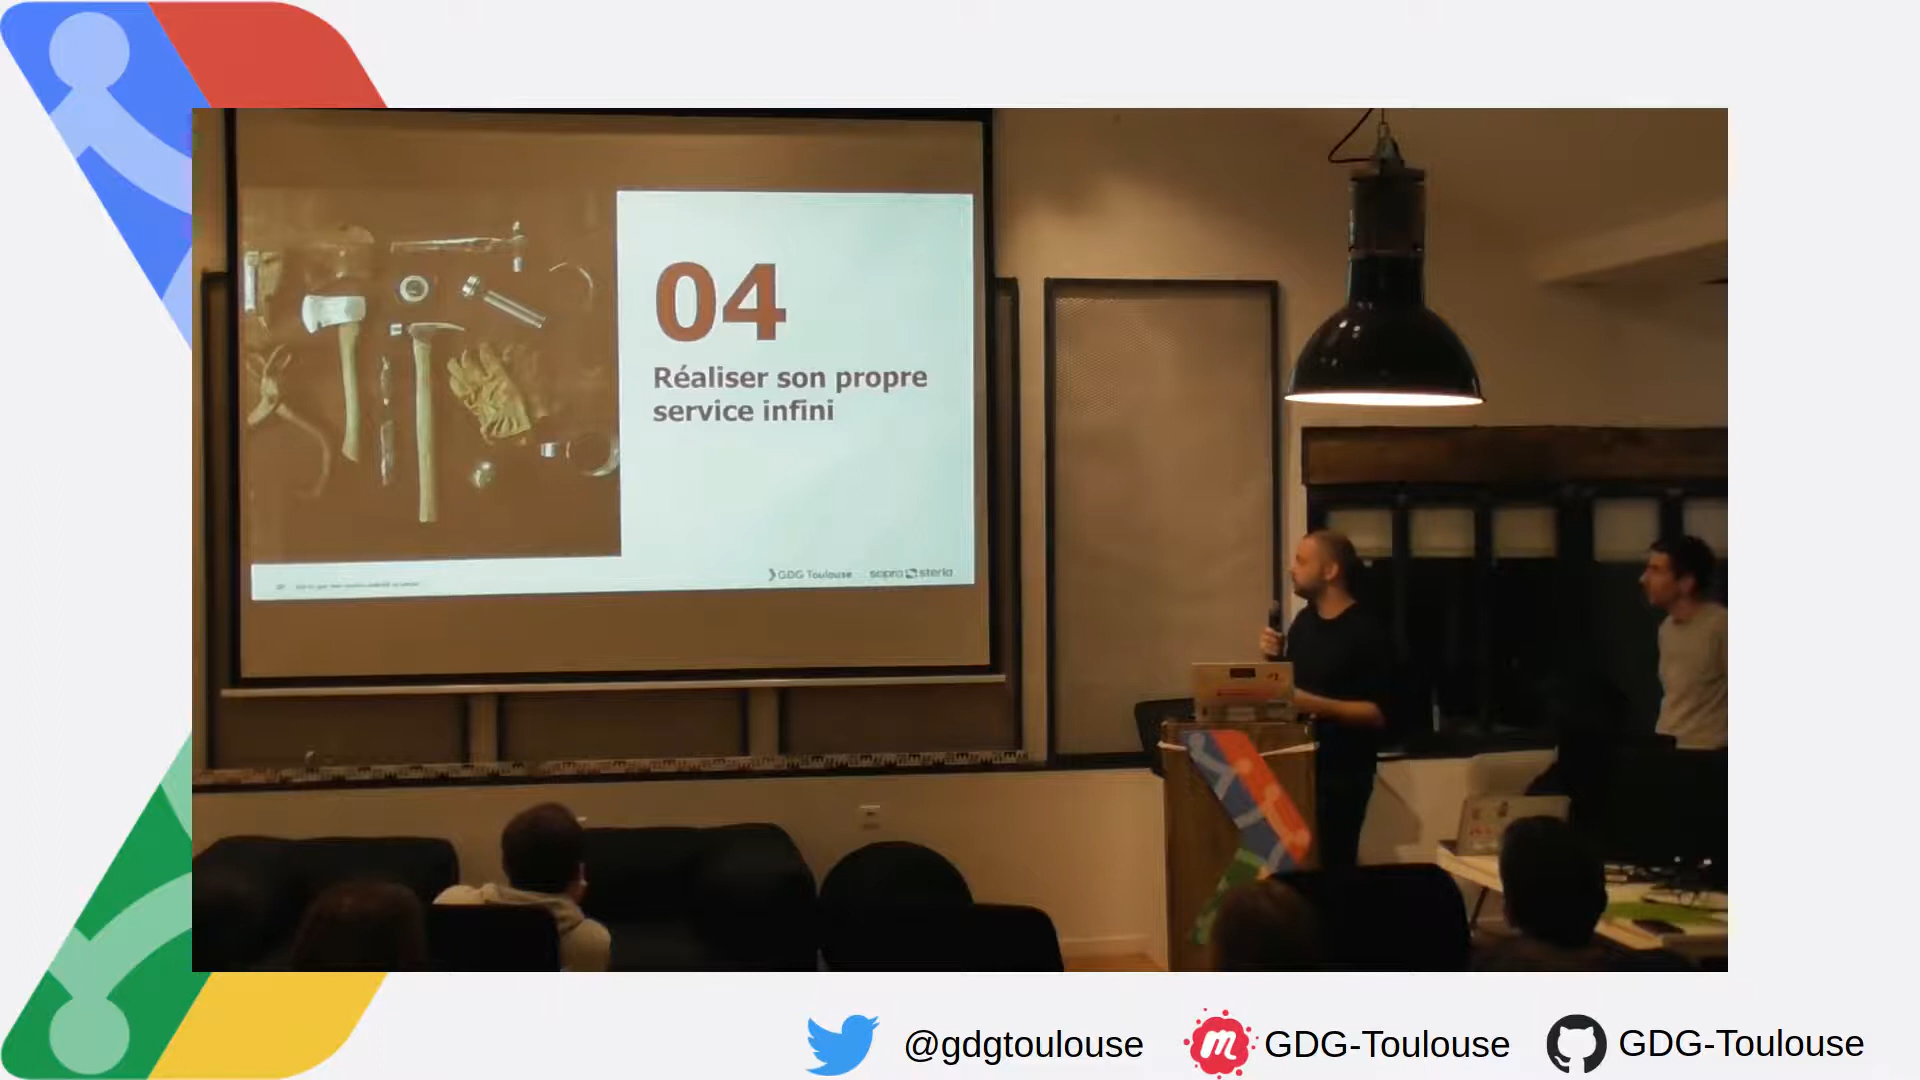 04
Réaliser son propre
service infini
GDG Toulouse
sopra steria
@gdgtoulouse
GDG-Toulouse
GDG-Toulouse